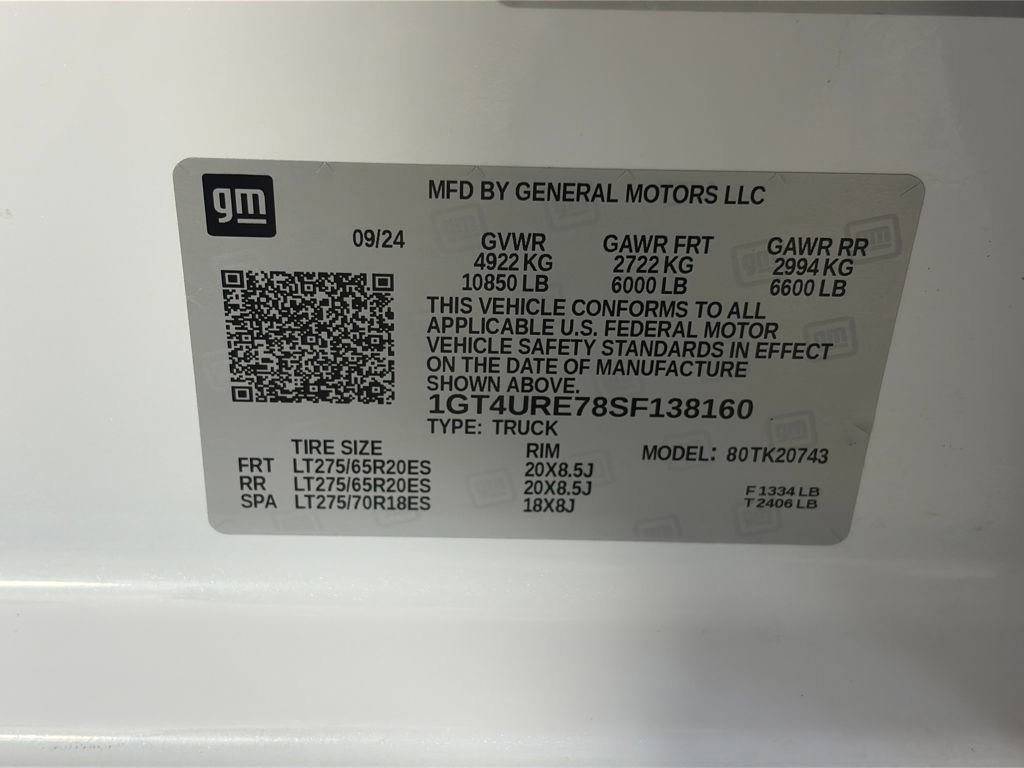 gm
MFD BY GENERAL MOTORS LLC
09/24 GVWR GAWR FRT GAWR RR
4922 KG 2722 KG 2994 KG
10850 LB 6000 LB 6600 LB
THIS VEHICLE CONFORMS TO ALL
APPLICABLE U.S. FEDERAL MOTOR
VEHICLE SAFETY STANDARDS IN EFFECT
ON THE DATE OF MANUFACTURE
SHOWN ABOVE.
1GT4URE78SF138160
TYPE: TRUCK
TIRE SIZE RIM MODEL: 80TK20743
FRT LT275/65R20ES 20X8.5J
RR LT275/65R20ES 20X8.5J F 1334 LB
SPA LT275/70R18ES 18X8J T 2406 LB